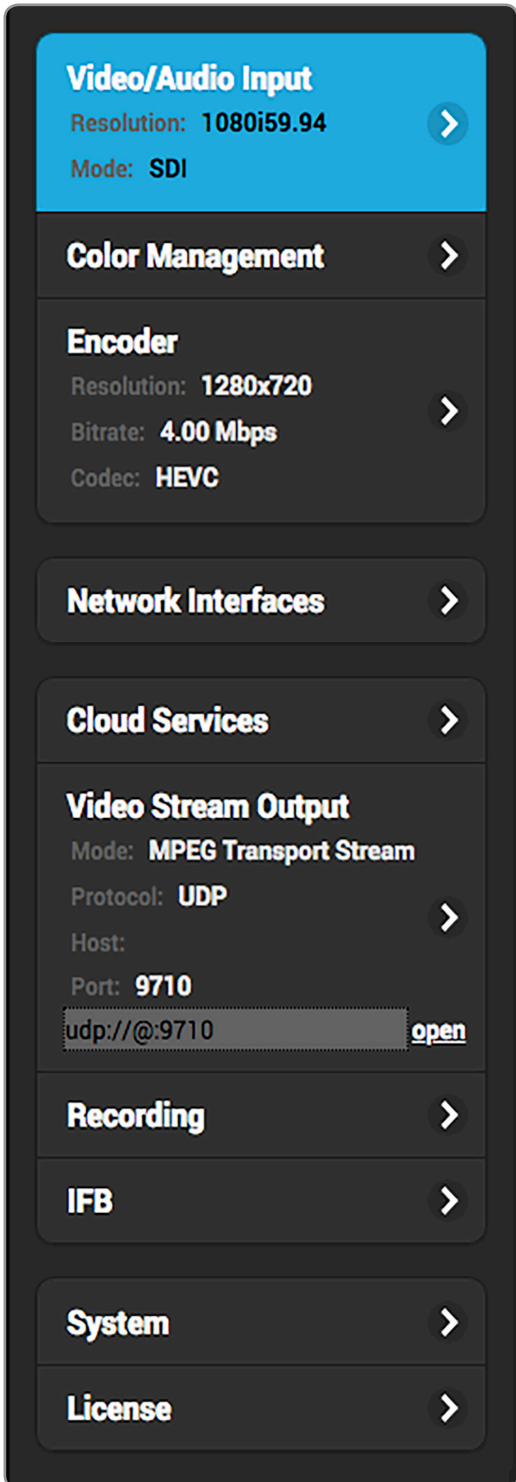 Video/Audio Input
Resolution: 1080i59.94
Mode: SDI
Color Management
Encoder
Resolution: 1280x720
Bitrate: 4.00 Mbps
Codec: HEVC
Network Interfaces
Cloud Services
Video Stream Output
Mode: MPEG Transport Stream
Protocol: UDP
Host:
Port: 9710
udp://@:9710 open
Recording
IFB
System
License